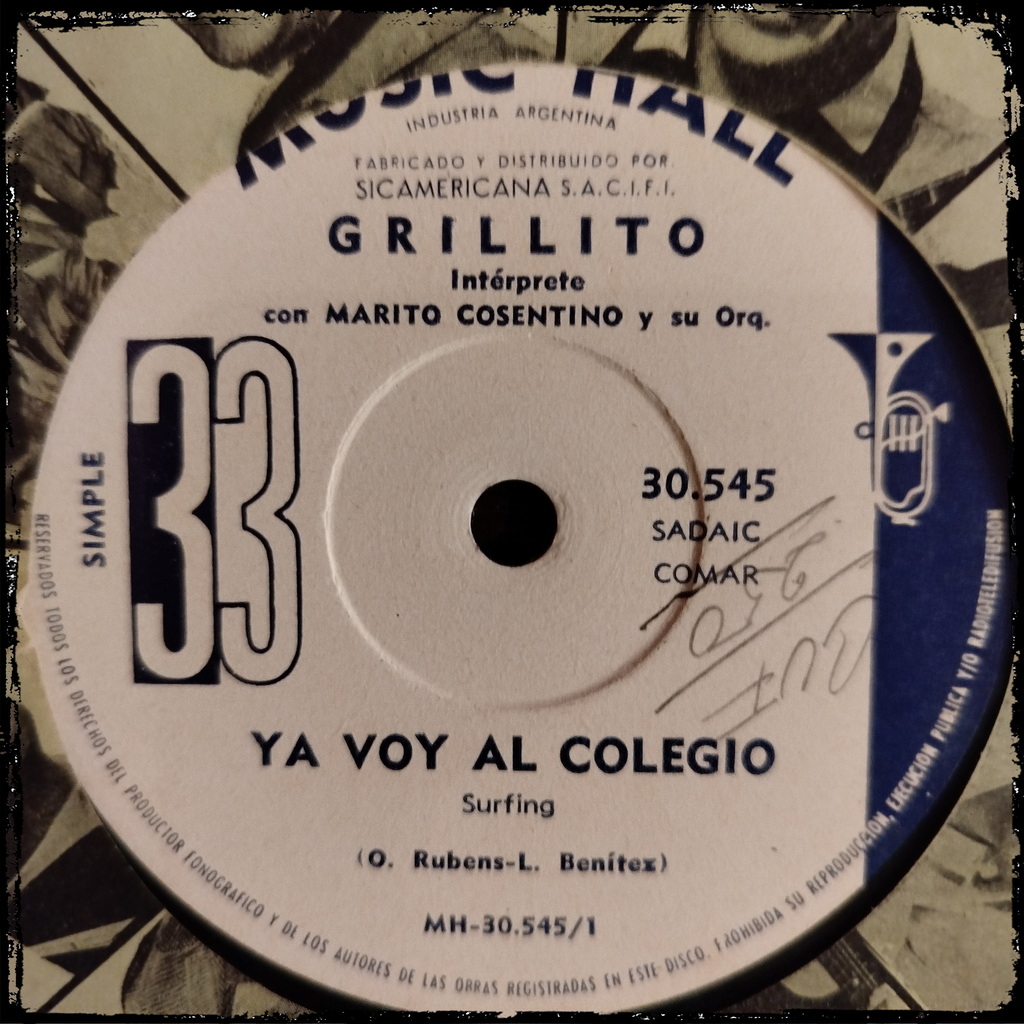 MUSIC HALL
INDUSTRIA ARGENTINA
FABRICADO Y DISTRIBUIDO POR.
SICAMERICANA S.A.C.I.F.I.
GRILLITO
Intérprete
con MARITO COSENTINO y su Orq.
33
SIMPLE
30.545
SADAIC
COMAR
YA VOY AL COLEGIO
Surfing
(O. Rubens-L. Benítez)
MH-30.545/1
RESERVADOS TODOS LOS DERECHOS DEL PRODUCTOR FONOGRAFICO Y DE LOS AUTORES DE LAS OBRAS REGISTRADAS EN ESTE DISCO. PROHIBIDA SU REPRODUCCION, EJECUCION PUBLICA Y/O RADIOTELEDIFUSION